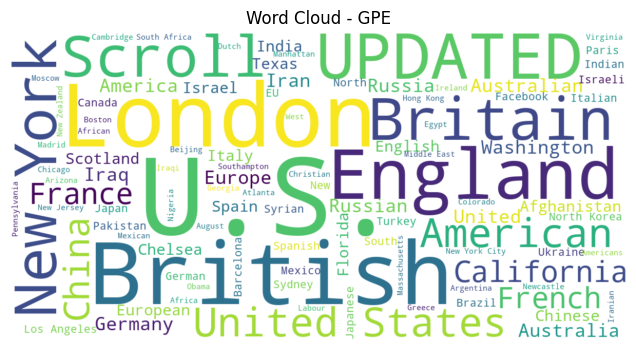 Word Cloud - GPE
Cambridge South Africa Dutch Virginia
Scroll India UPDATED Paris
Manhattan
Texas Indian
Moscow America Israel Iran North Russia Ireland Australian Israeli
New York New Zealand Canada London EU Hong Kong Facebook Italian
Boston West Britain
African Egypt
Madrid Scotland Italy Beijing English Middle East Washington
Chicago Iraq Iraqi Southampton Europe Christian England
Pennsylvania Arizona France U.S. Georgia Atlanta New Colorado Afghanistan
New Jersey Japan Nigeria August Spain Syrian Russian United North Korea
Pakistan Turkey American Ukraine Americans
Mexican Chelsea British Spanish Florida South New York City
China German Barcelona Mexico Massachusetts California
Obama Sydney Argentina Newcastle Iranian
European Africa Labour Japanese Greece Brazil French
Los Angeles Germany United States Chinese
Australia